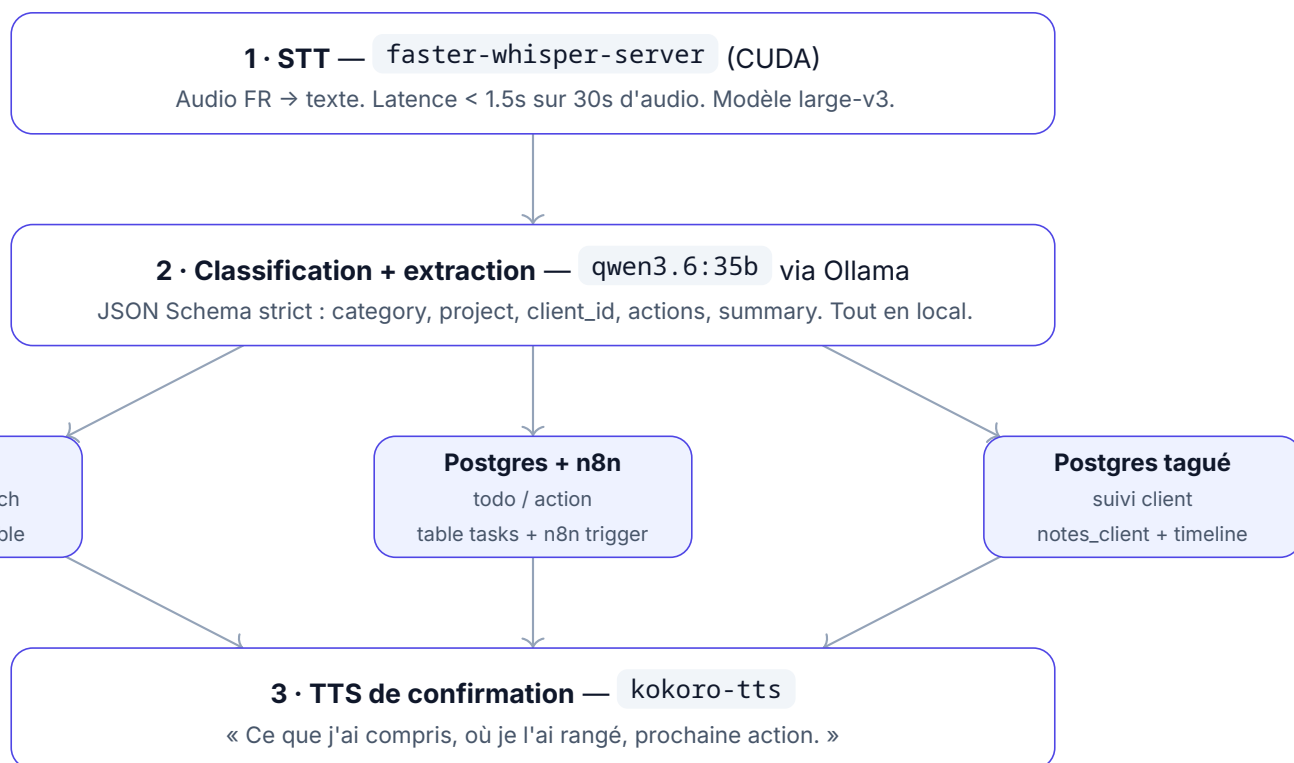 1 · STT — faster-whisper-server (CUDA)
Audio FR → texte. Latence < 1.5s sur 30s d'audio. Modèle large-v3.
2 · Classification + extraction — qwen3.6:35b via Ollama
JSON Schema strict : category, project, client_id, actions, summary. Tout en local.
Postgres + n8n
todo / action
table tasks + n8n trigger
Postgres tagué
suivi client
notes_client + timeline
3 · TTS de confirmation — kokoro-tts
« Ce que j'ai compris, où je l'ai rangé, prochaine action. »